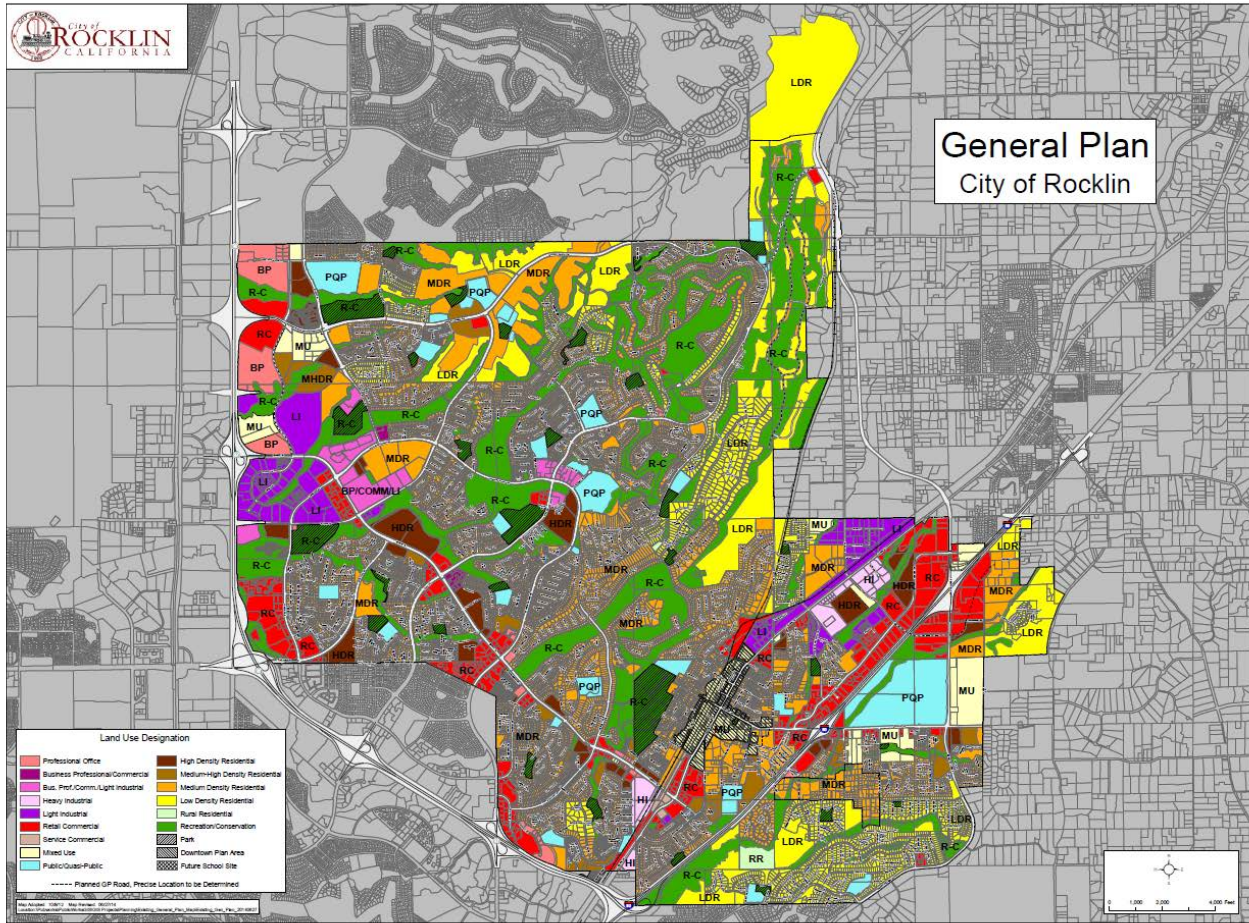 City of
ROCKLIN
CALIFORNIA
General Plan
City of Rocklin
LDR
R-C
R-C
BP
PQP
R-C
LDR
MDR
LDR
MDR
PQP
R-C
R-C
RC
MU
BP
MHDR
LDR
R-C
R-C
R-C
LI
R-C
R-C
PQP
MU
BP
MDR
R-C
R-C
LDR
LI
LI
BP/COMM/LI
PQP
R-C
HDR
HDR
LDR
MU
LI
LDR
R-C
R-C
MDR
HI
HDR
RC
MDR
R-C
HDR
RC
MDR
LDR
RC
MDR
MDR
LI
RC
HDR
RC
R-C
RC
MDR
PQP
PQP
MU
R-C
MU
RC
MU
MDR
HI
RC
PQP
MDR
LDR
RR
LDR
R-C
HI
R-C
LDR
Land Use Designation
Professional Office
Business Professional/Commercial
Bus. Prof./Comm./Light Industrial
Heavy Industrial
Light Industrial
Retail Commercial
Service Commercial
Mixed Use
Public/Quasi-Public
High Density Residential
Medium-High Density Residential
Medium Density Residential
Low Density Residential
Rural Residential
Recreation/Conservation
Park
Downtown Plan Area
Future School Site
Planned GP Road, Precise Location to be Determined
0 1,000 2,000 4,000 Feet